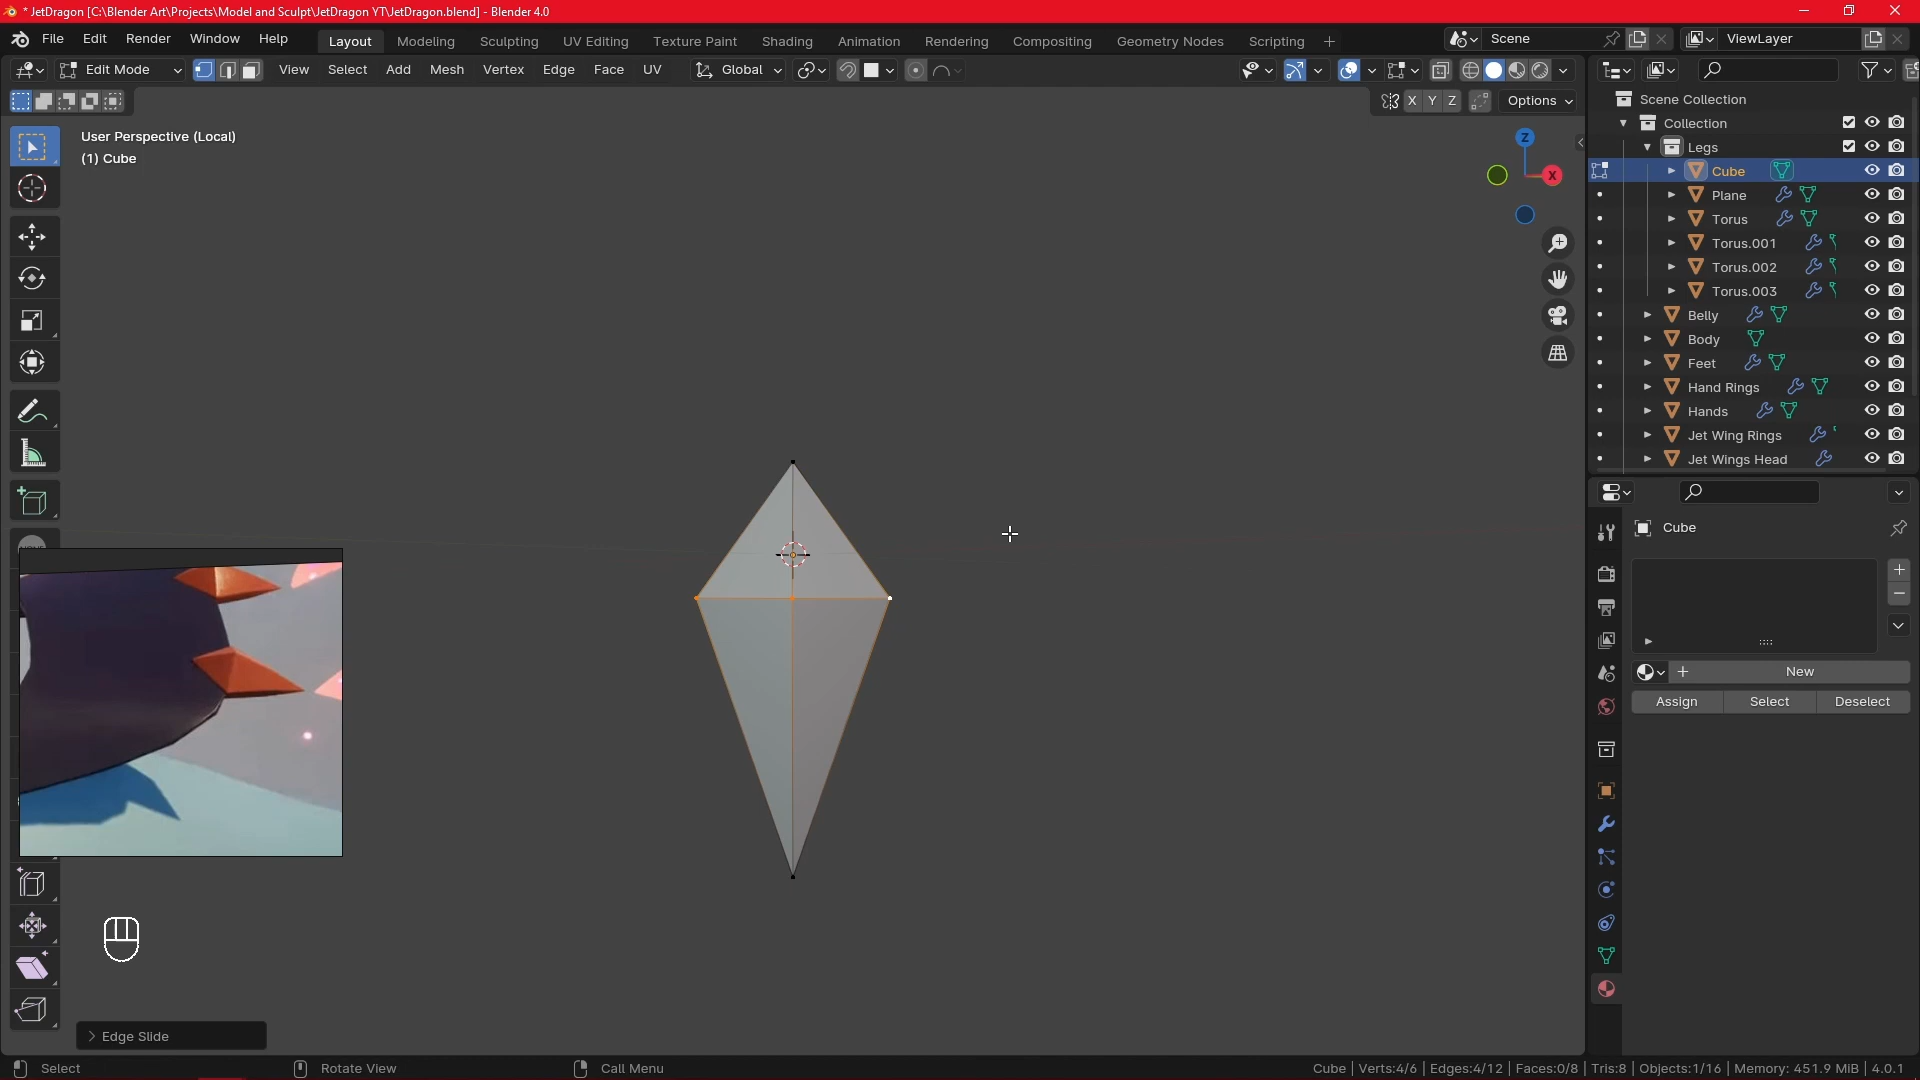 * JetDragon [C:\Blender Art\Projects\Model and Sculpt\JetDragon YT\JetDragon.blend] - Blender 4.0
File Edit Render Window Help Layout Modeling Sculpting UV Editing Texture Paint Shading Animation Rendering Compositing Geometry Nodes Scripting + Scene ViewLayer
Edit Mode View Select Add Mesh Vertex Edge Face UV Global
X Y Z Options
User Perspective (Local)
(1) Cube
Z
X
Scene Collection
Collection
Legs
Cube
Plane
Torus
Torus.001
Torus.002
Torus.003
Belly
Body
Feet
Hand Rings
Hands
Jet Wing Rings
Jet Wings Head
Cube
New
Assign Select Deselect
Edge Slide
Select Rotate View Call Menu Cube | Verts:4/6 | Edges:4/12 | Faces:0/8 | Tris:8 | Objects:1/16 | Memory: 451.9 MiB | 4.0.1